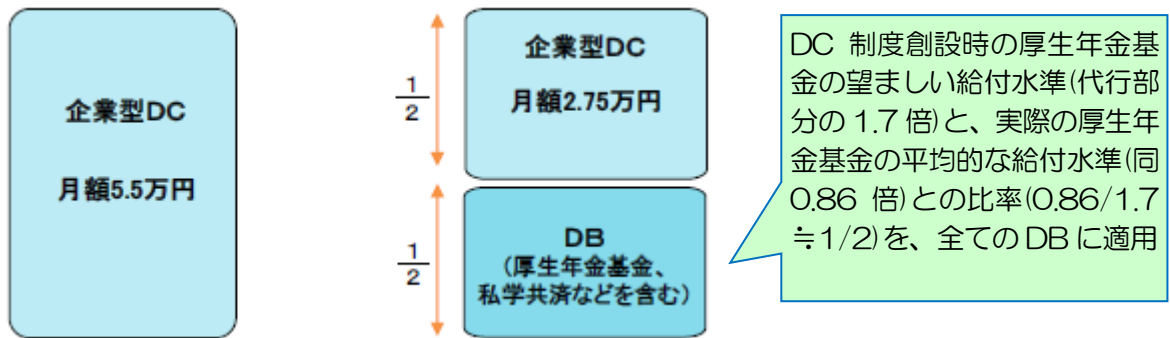 企業型DC
月額5.5万円
1
2
企業型DC
月額2.75万円
1
2
DB
（厚生年金基金、
私学共済などを含む）
DC 制度創設時の厚生年金基
金の望ましい給付水準(代行部
分の 1.7 倍)と、実際の厚生年
金基金の平均的な給付水準(同
0.86 倍)との比率(0.86/1.7
≒1/2)を、全ての DB に適用